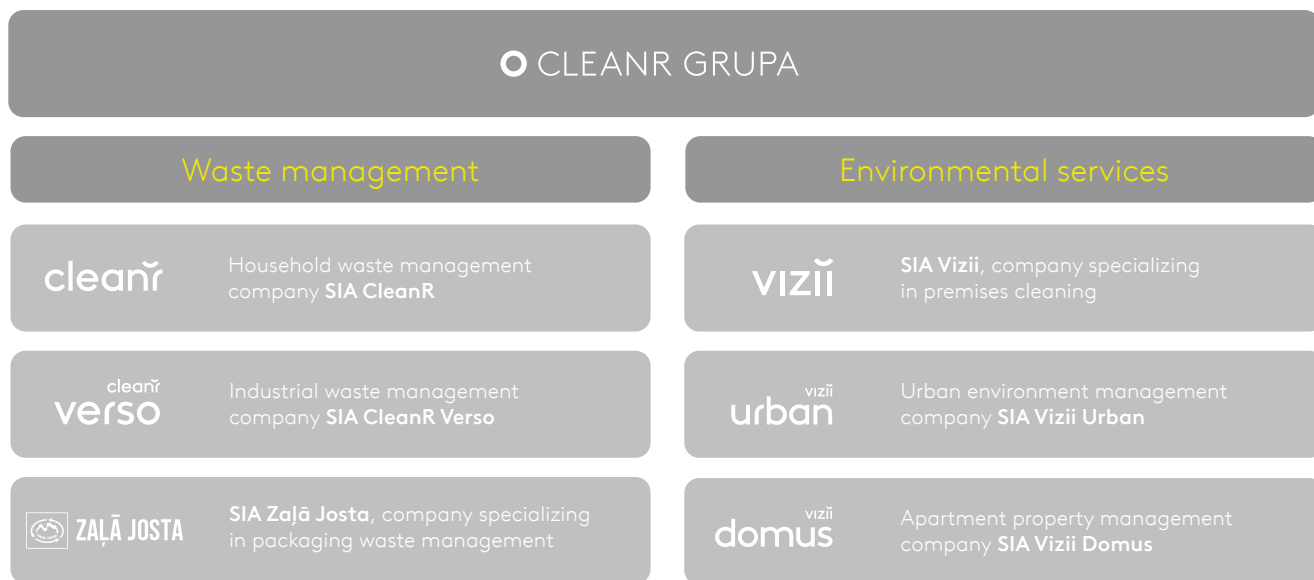 CLEANR GRUPA
Waste management
cleanr
Household waste management
company SIA CleanR
cleanr
verso
Industrial waste management
company SIA CleanR Verso
ZAĻĀ JOSTA
SIA Zaļā Josta, company specializing
in packaging waste management
Environmental services
vizii
SIA Vizii, company specializing
in premises cleaning
vizii
urban
Urban environment management
company SIA Vizii Urban
vizii
domus
Apartment property management
company SIA Vizii Domus